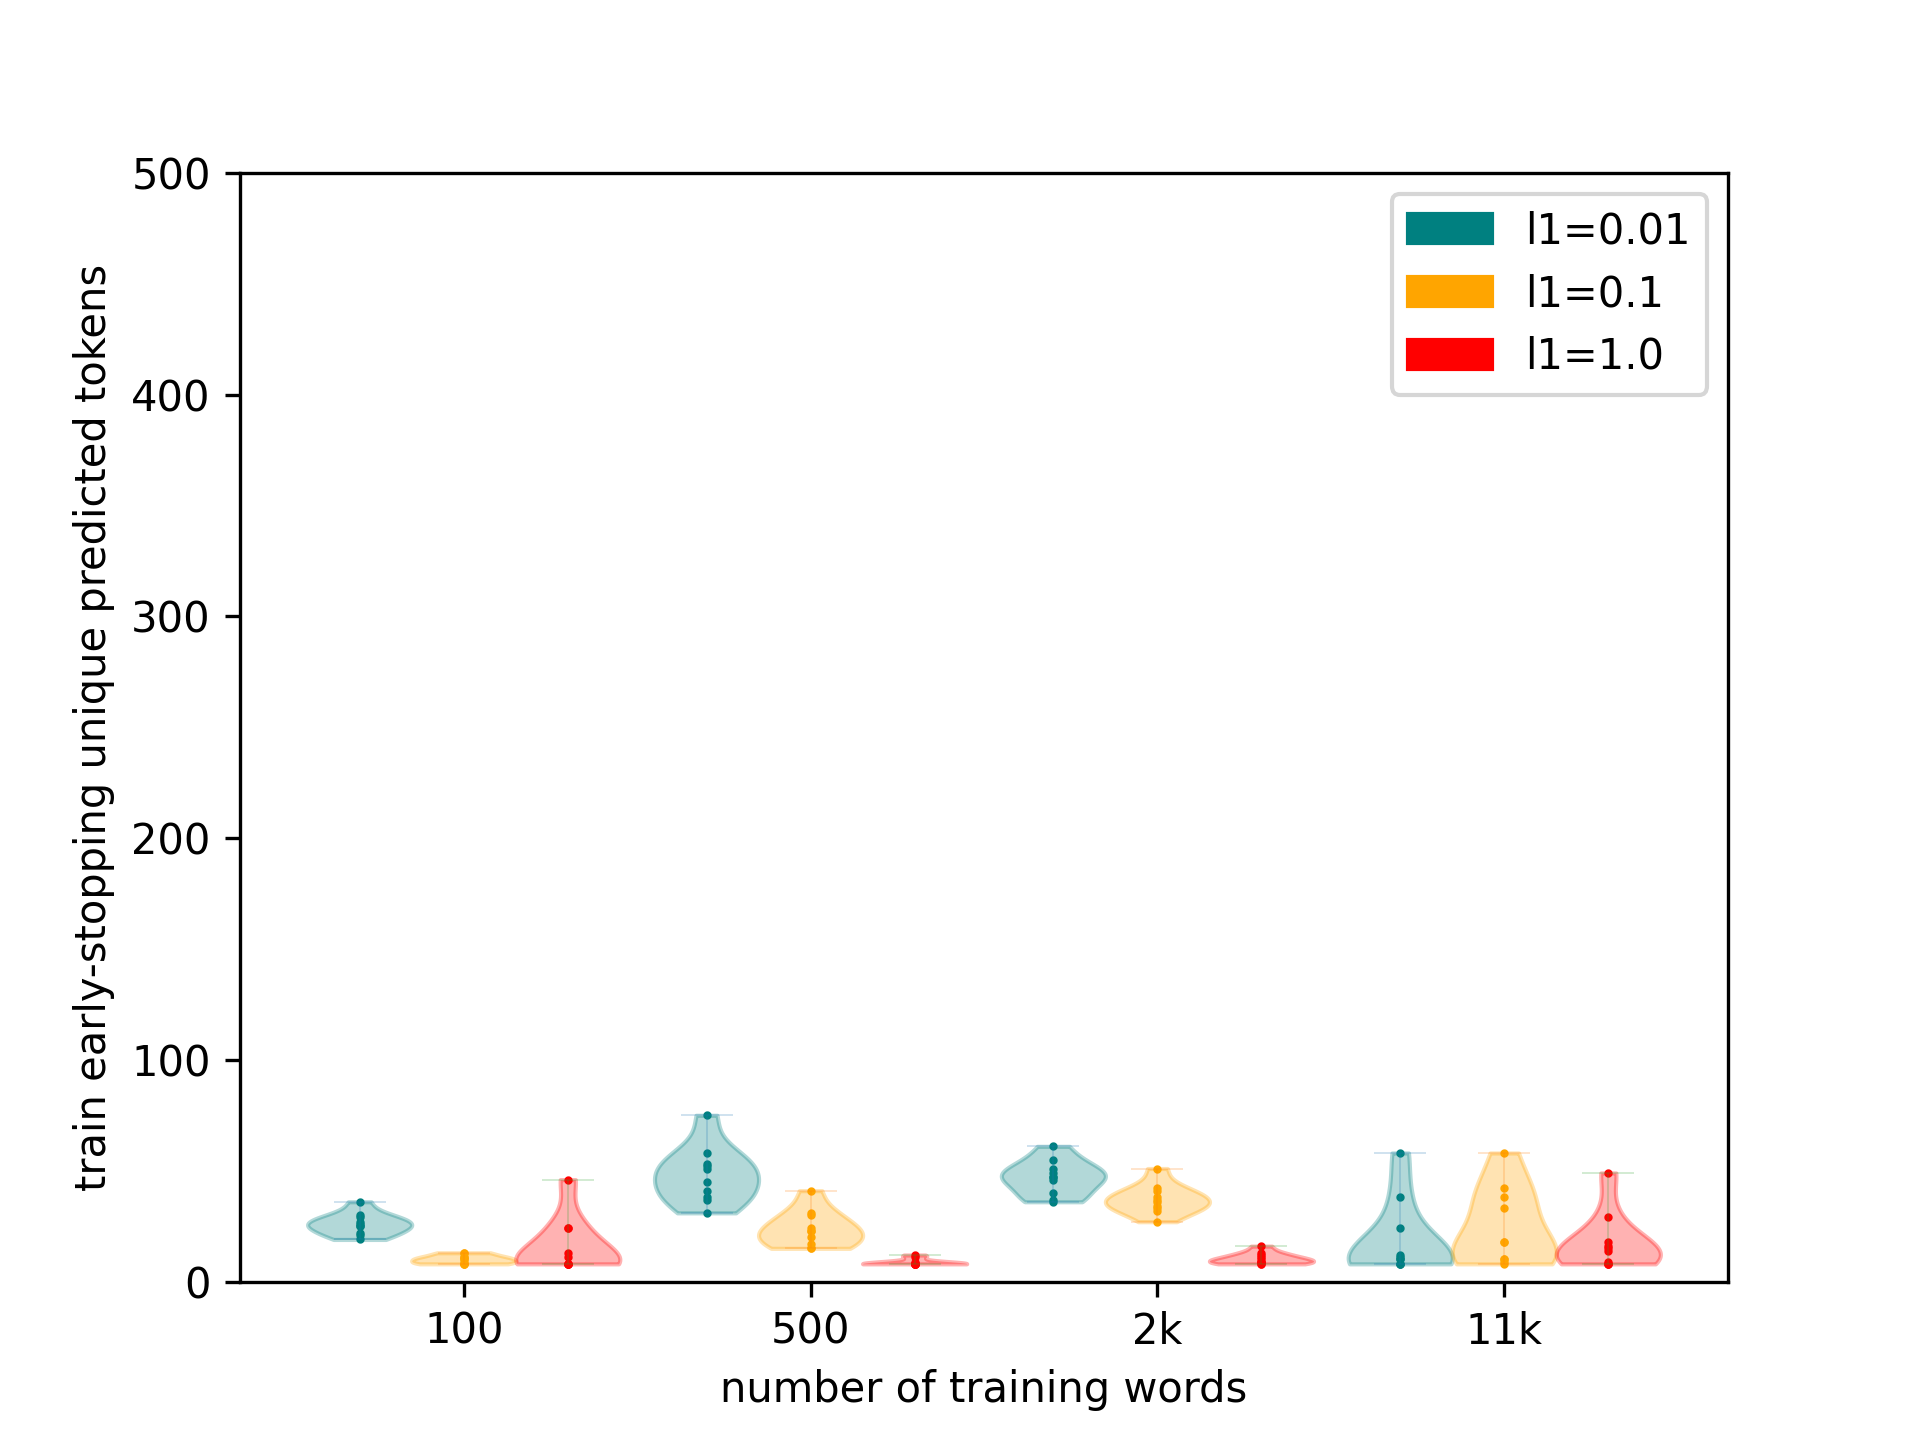 500
400
300
200
100
0
train early-stopping unique predicted tokens
l1=0.01
l1=0.1
l1=1.0
100
500
2k
11k
number of training words